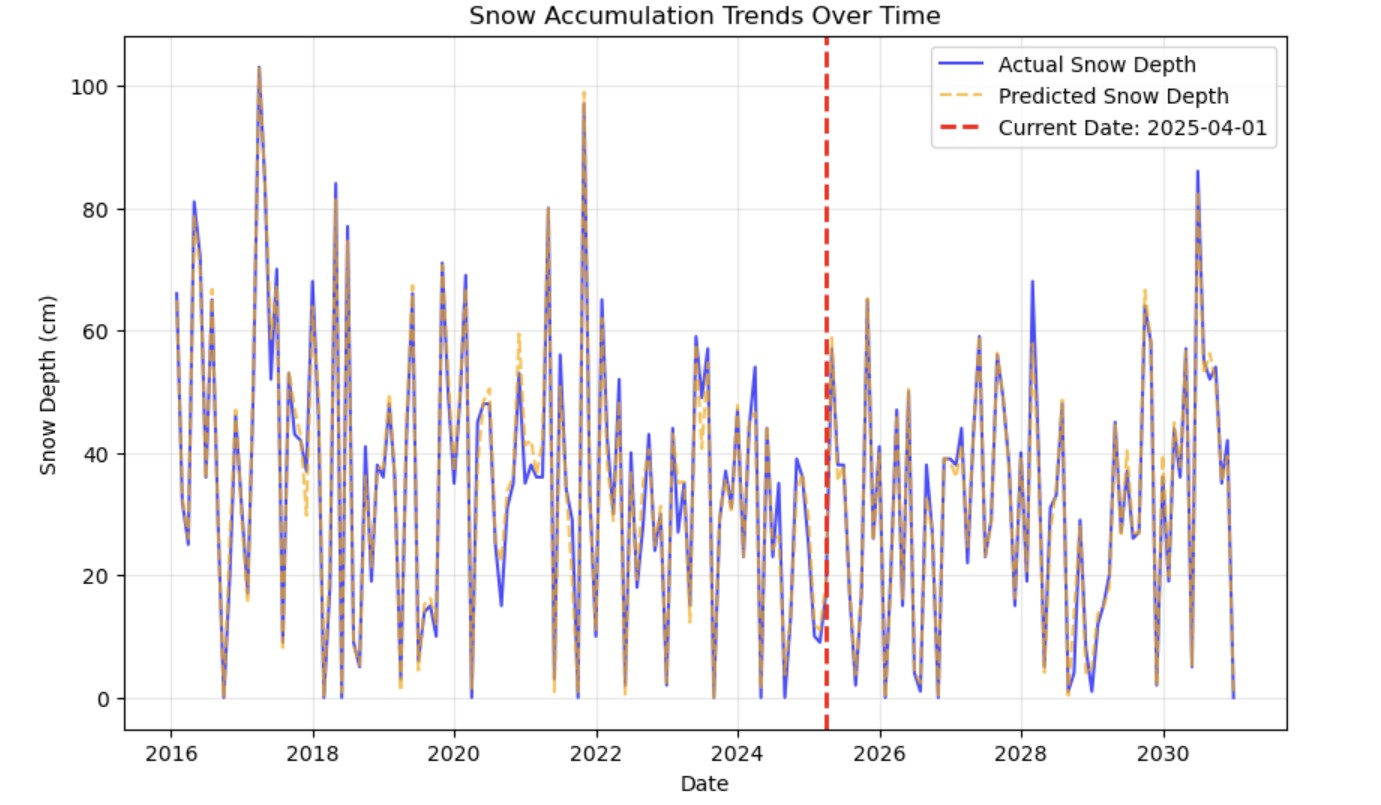 Snow Accumulation Trends Over Time
Actual Snow Depth
Predicted Snow Depth
Current Date: 2025-04-01
100
80
60
40
20
0
Snow Depth (cm)
2016 2018 2020 2022 2024 2026 2028 2030
Date